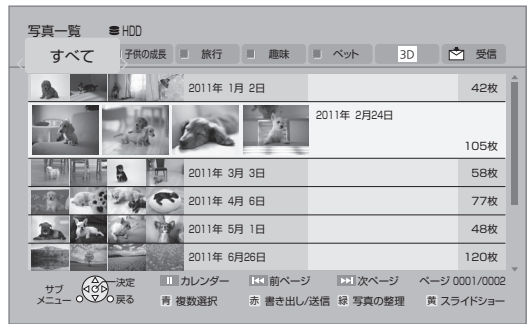 写真一覧 HDD
すべて 子供の成長 旅行 趣味 ペット 3D 受信
2011年 1月 2日 42枚
2011年 2月24日
105枚
2011年 3月 3日 58枚
2011年 4月 6日 77枚
2011年 5月 1日 48枚
2011年 6月26日 120枚
サブメニュー 決定 戻る カレンダー 前ページ 次ページ ページ 0001/0002
青 複数選択 赤 書き出し/送信 緑 写真の整理 黄 スライドショー